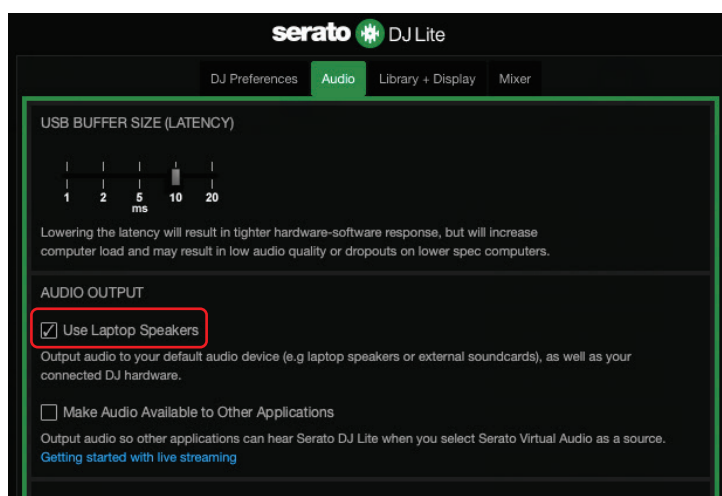 serato DJ Lite
DJ Preferences Audio Library + Display Mixer
USB BUFFER SIZE (LATENCY)
1 2 5 10 20
ms
Lowering the latency will result in tighter hardware-software response, but will increase
computer load and may result in low audio quality or dropouts on lower spec computers.
AUDIO OUTPUT
Use Laptop Speakers
Output audio to your default audio device (e.g laptop speakers or external soundcards), as well as your
connected DJ hardware.
Make Audio Available to Other Applications
Output audio so other applications can hear Serato DJ Lite when you select Serato Virtual Audio as a source.
Getting started with live streaming